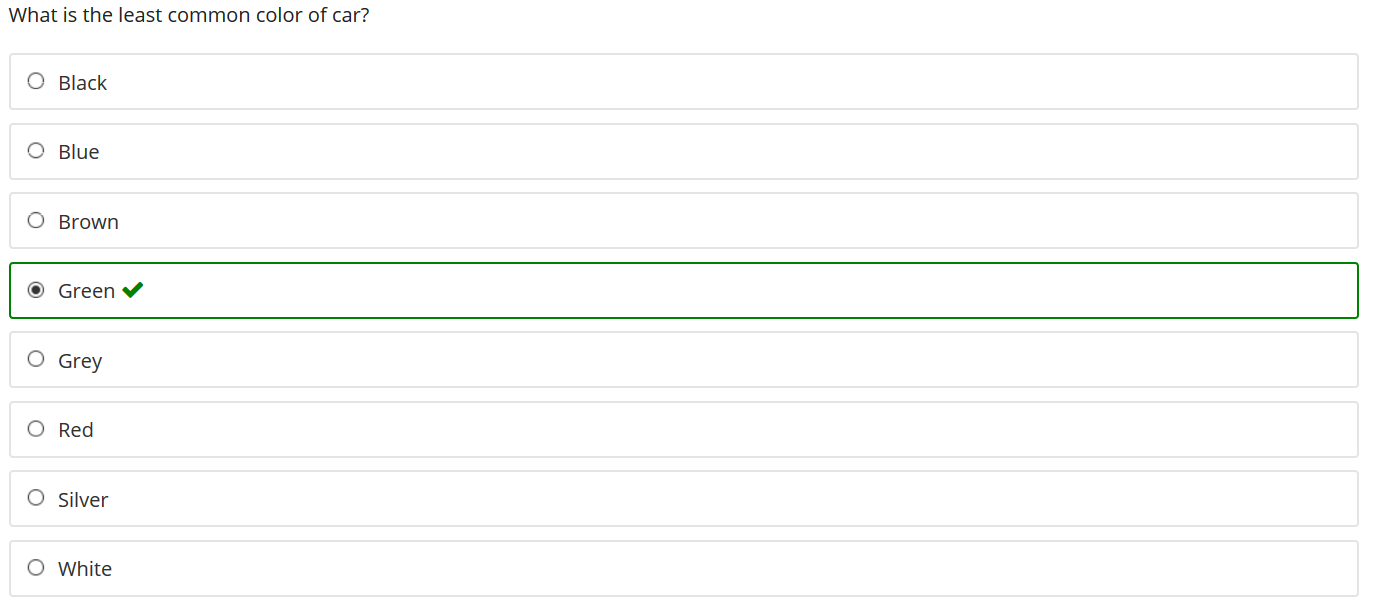 What is the least common color of car?
Black
Blue
Brown
Green
Grey
Red
Silver
White